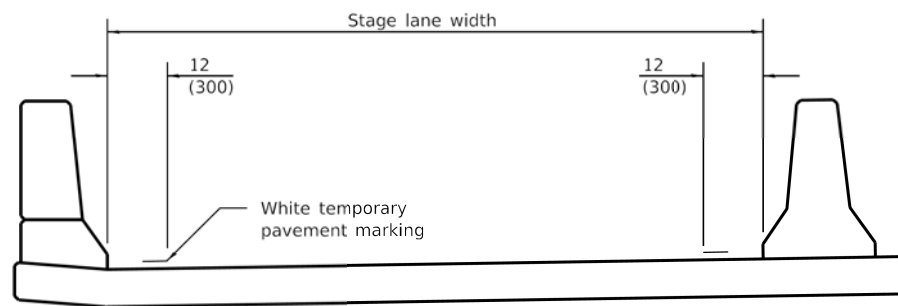 Stage lane width
12
(300)
12
(300)
White temporary
pavement marking